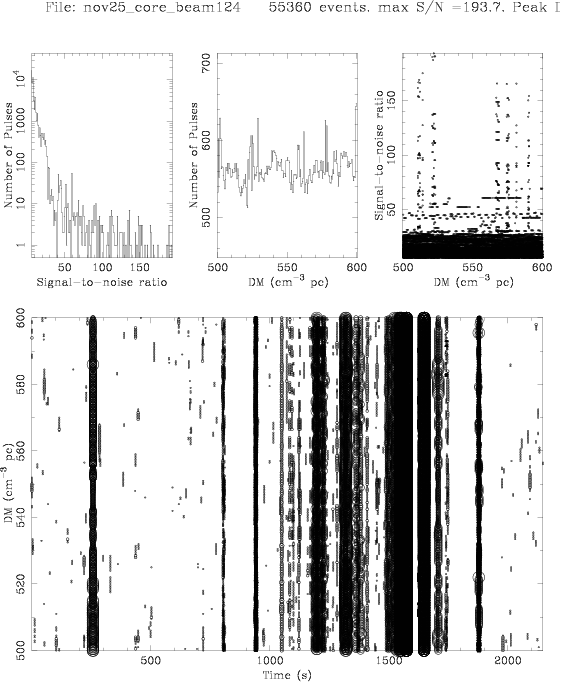 File: nov25_core_beam124 55360 events. max S/N =193.7. Peak
10⁴
1000
100
10
1
Number of Pulses
50 100 150
Signal-to-noise ratio
700
600
500
Number of Pulses
500 550 600
DM (cm⁻³ pc)
150
100
50
Signal-to-noise ratio
500 550 600
DM (cm⁻³ pc)
600
580
560
540
520
500
DM (cm⁻³ pc)
500 1000 1500 2000
Time (s)